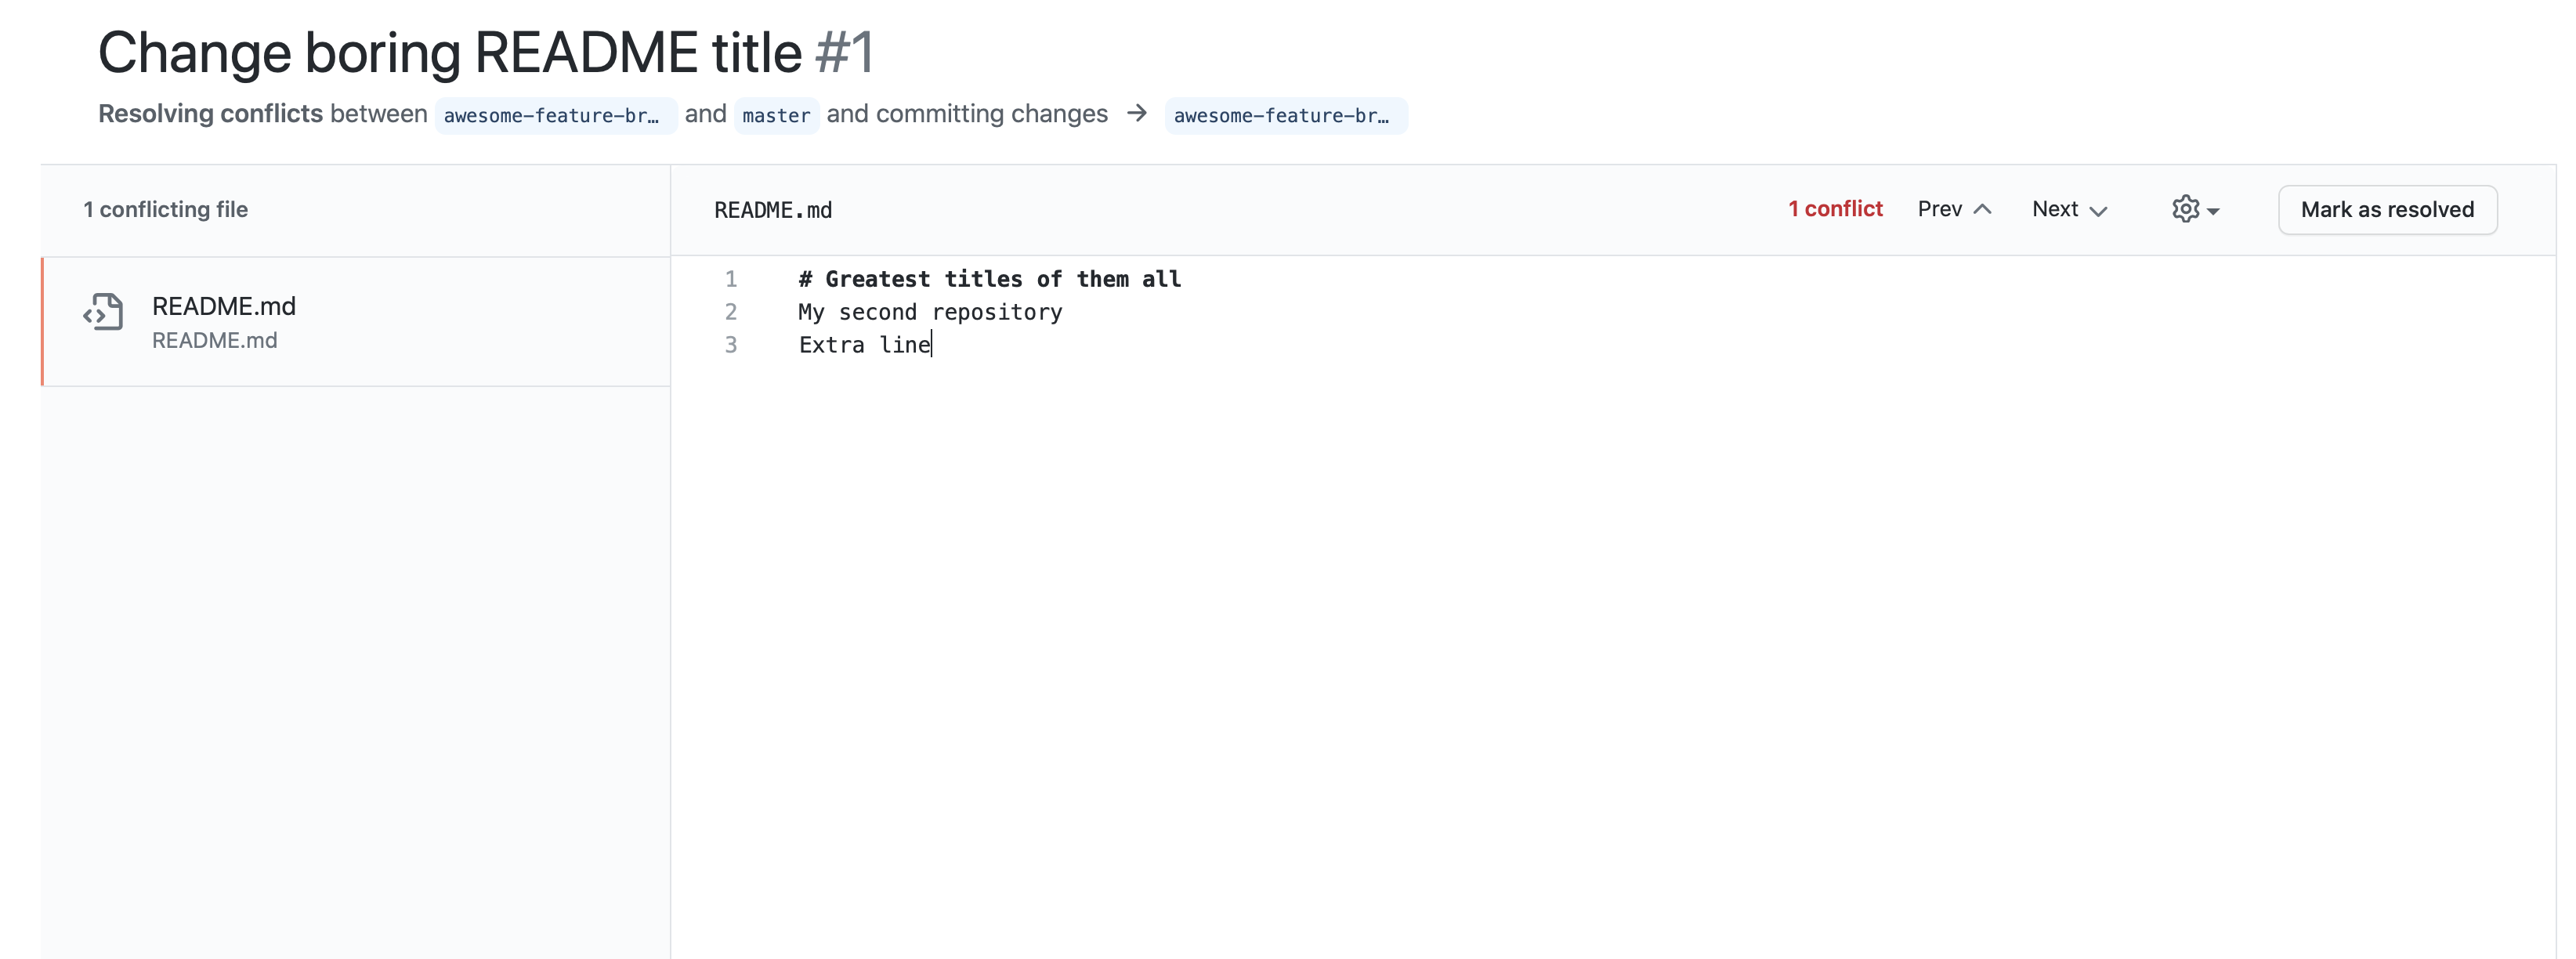 Change boring README title #1
Resolving conflicts between awesome-feature-br… and master and committing changes → awesome-feature-br…
1 conflicting file
README.md
README.md
README.md
1 conflict Prev Next Mark as resolved
1 # Greatest titles of them all
2 My second repository
3 Extra line